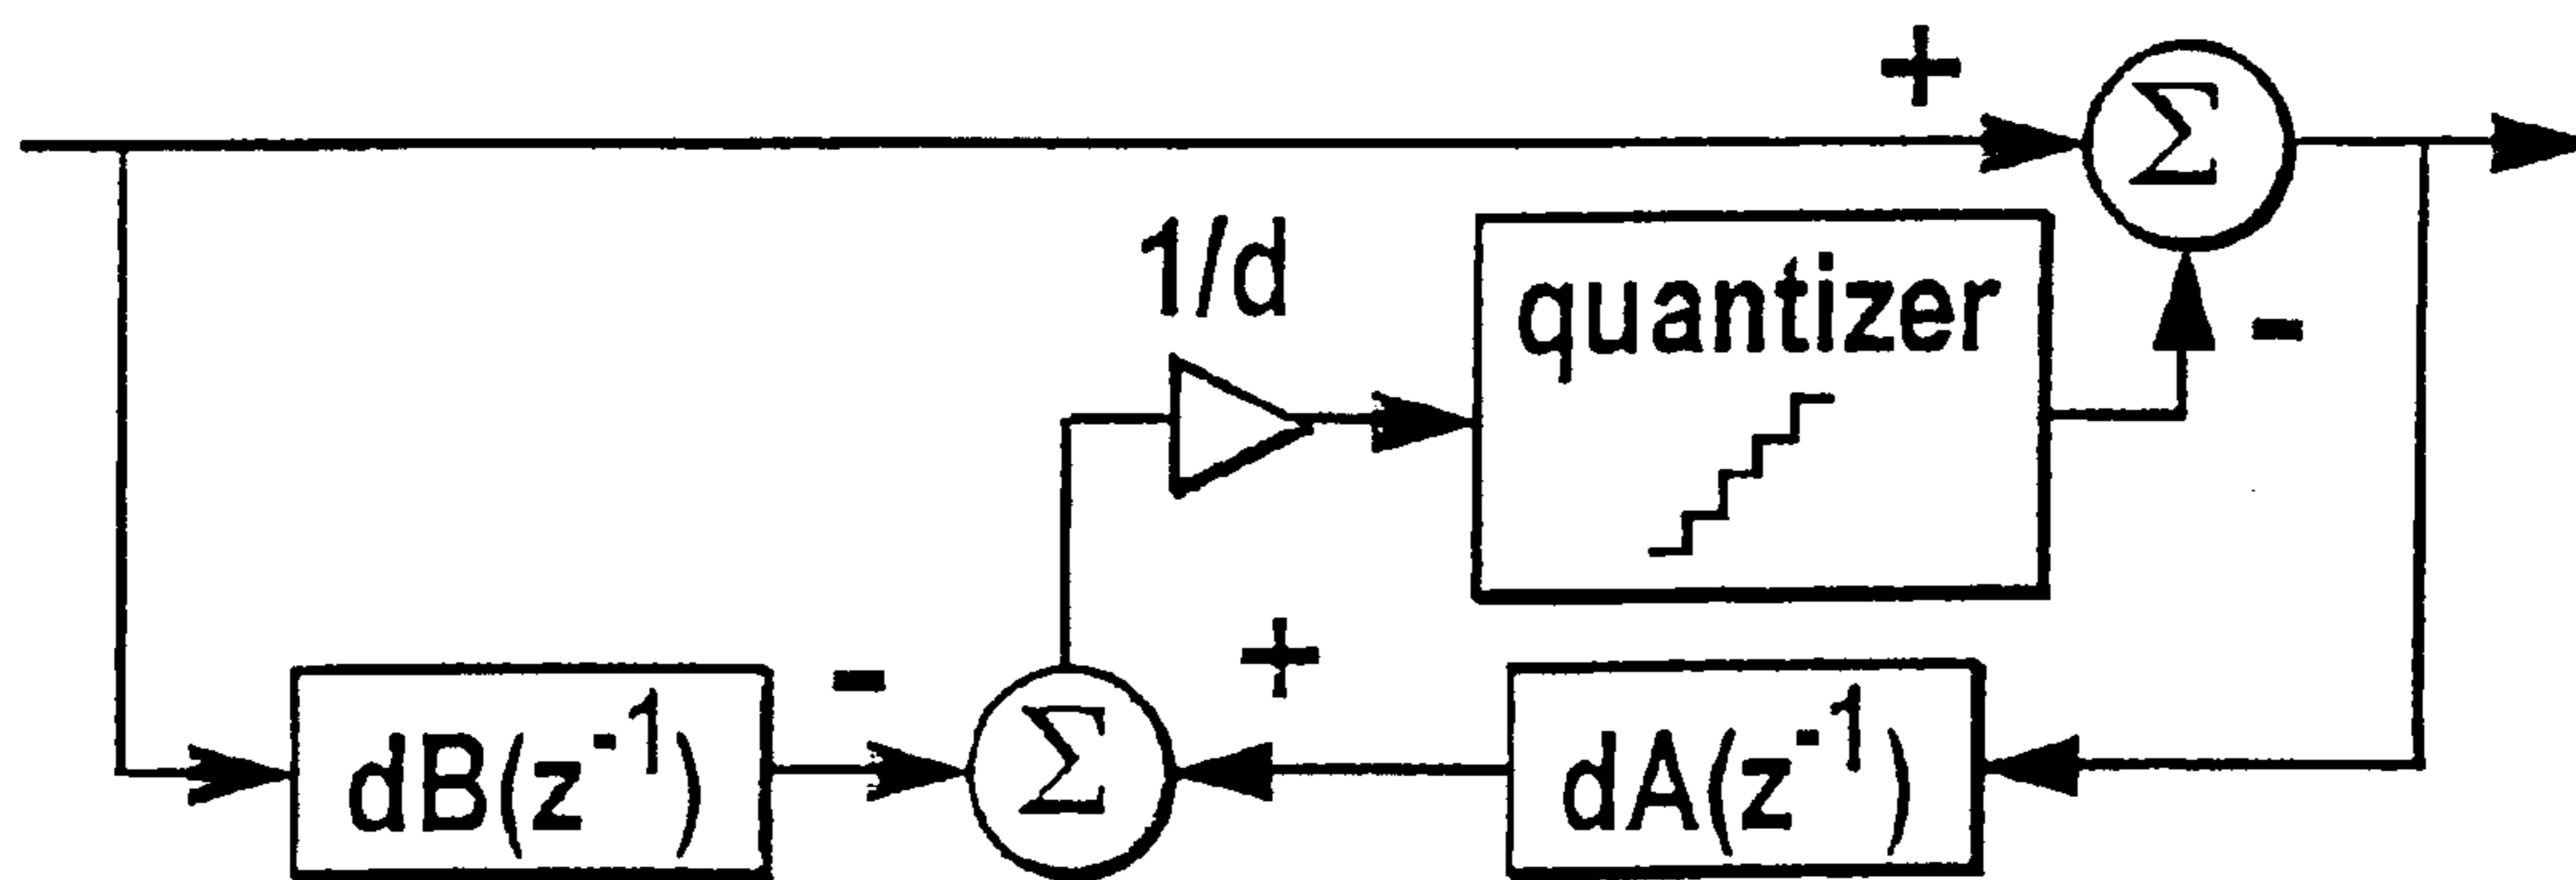 +
Σ
1/d
quantizer
-
+
-
dB(z⁻¹)
Σ
dA(z⁻¹)